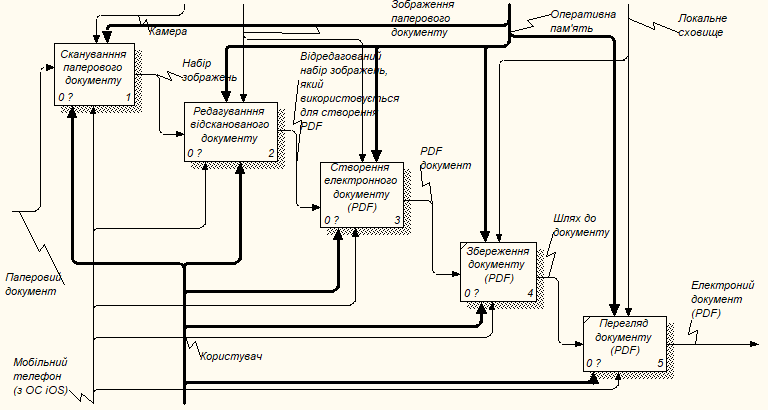 Зображення
паперового
документу
Камера
Оперативна
пам'ять
Локальне
сховище
Скануванння
паперового
документу
0 ?
1
Набір
зображень
Відредагований
набір зображень,
який
використовується
для створення
PDF
Редагуванння
відсканованого
документу
0 ?
2
Створення
електронного
документу
(PDF)
0 ?
3
PDF
документ
Шлях до
документу
Збереження
документу
(PDF)
0 ?
4
Паперовий
документ
Електроний
документ
(PDF)
Перегляд
документу
(PDF)
0 ?
5
Користувач
Мобільний
телефон
(з ОС iOS)